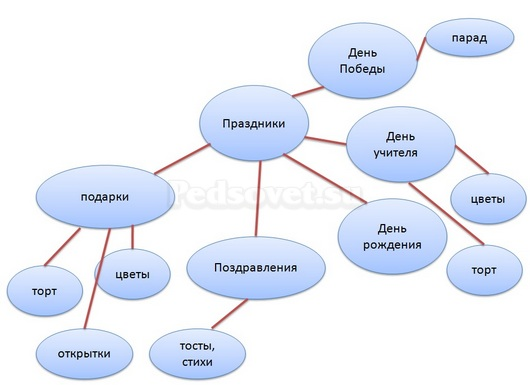 День
Победы
парад
Праздники
День
учителя
подарки
Pedsovet.su
цветы
День
рождения
Поздравления
торт
цветы
торт
открытки
тосты,
стихи